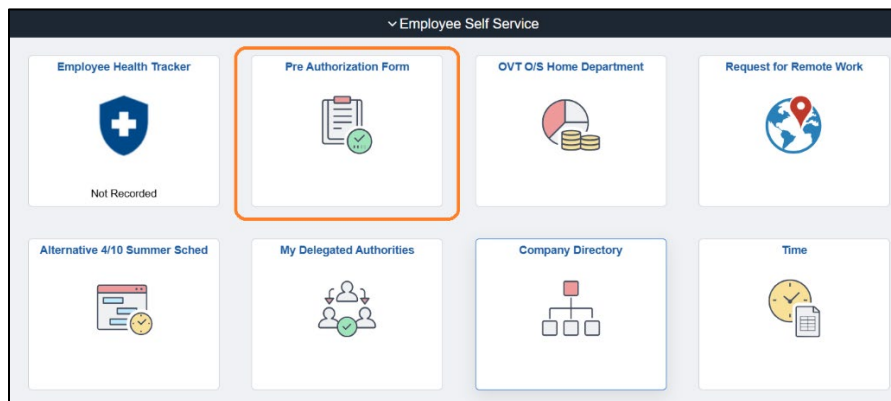 Employee Self Service
Employee Health Tracker
Pre Authorization Form
OVT O/S Home Department
Request for Remote Work
Not Recorded
Alternative 4/10 Summer Sched
My Delegated Authorities
Company Directory
Time